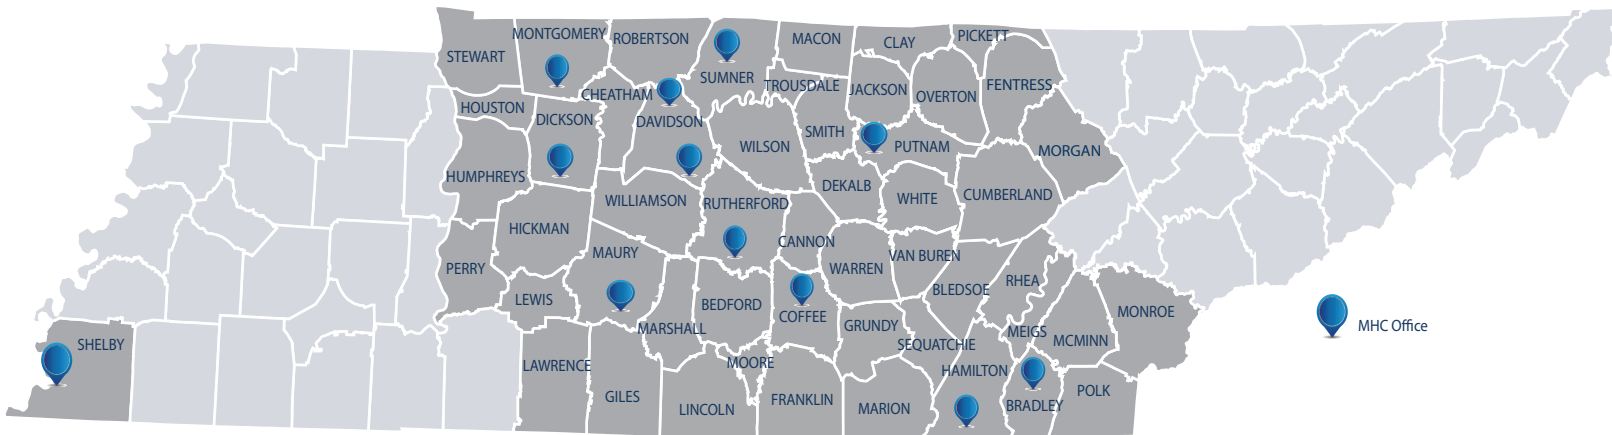 MONTGOMERY
ROBERTSON
STEWART
SUMNER
MACON
CLAY
PICKETT
TROUSDALE
JACKSON
OVERTON
FENTRESS
HOUSTON
CHEATHAM
DICKSON
DAVIDSON
WILSON
SMITH
PUTNAM
MORGAN
HUMPHREYS
WILLIAMSON
RUTHERFORD
DEKALB
WHITE
CUMBERLAND
HICKMAN
MAURY
CANNON
WARREN
VAN BUREN
PERRY
LEWIS
BEDFORD
COFFEE
BLEDSOE
RHEA
MONROE
MARSHALL
GRUNDY
SEQUATCHIE
MEIGS
MCMINN
MHC Office
SHELBY
LAWRENCE
MOORE
HAMILTON
GILES
LINCOLN
FRANKLIN
MARION
BRADLEY
POLK